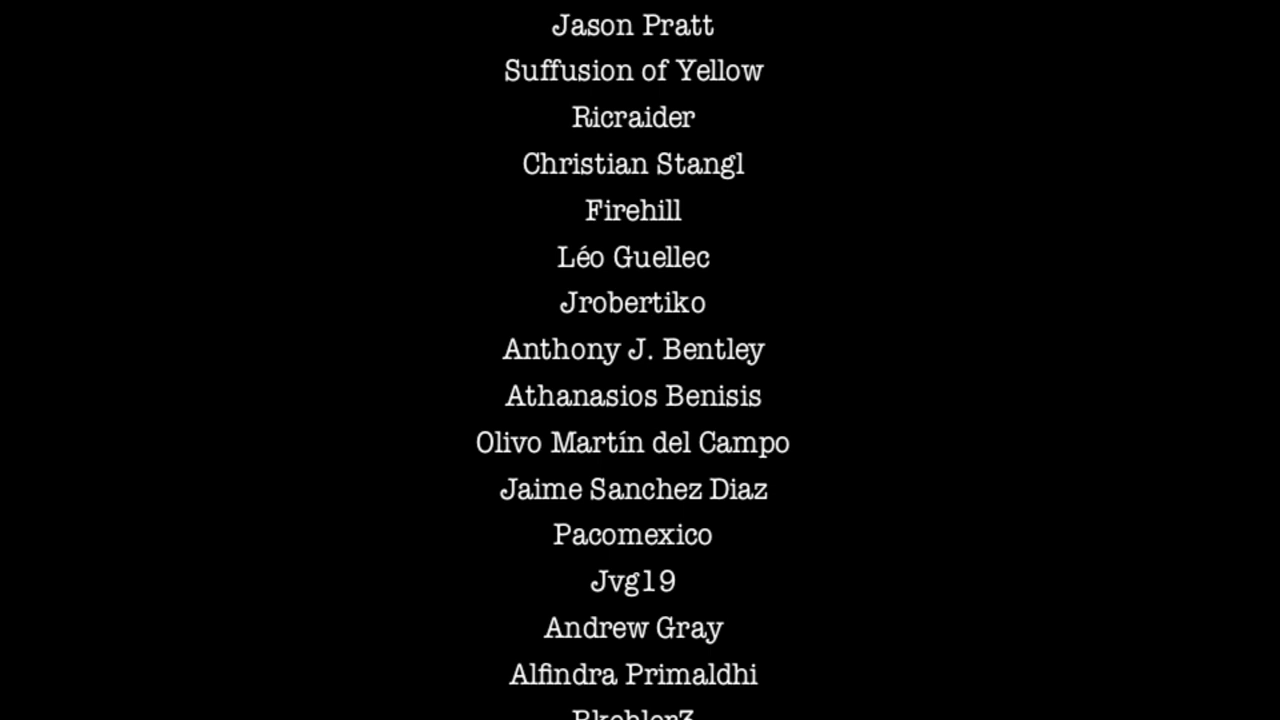 Jason Pratt
Suffusion of Yellow
Ricraider
Christian Stangl
Firehill
Léo Guellec
Jrobertiko
Anthony J. Bentley
Athanasios Benisis
Olivo Martín del Campo
Jaime Sanchez Diaz
Pacomexico
Jvg19
Andrew Gray
Alfindra Primaldhi